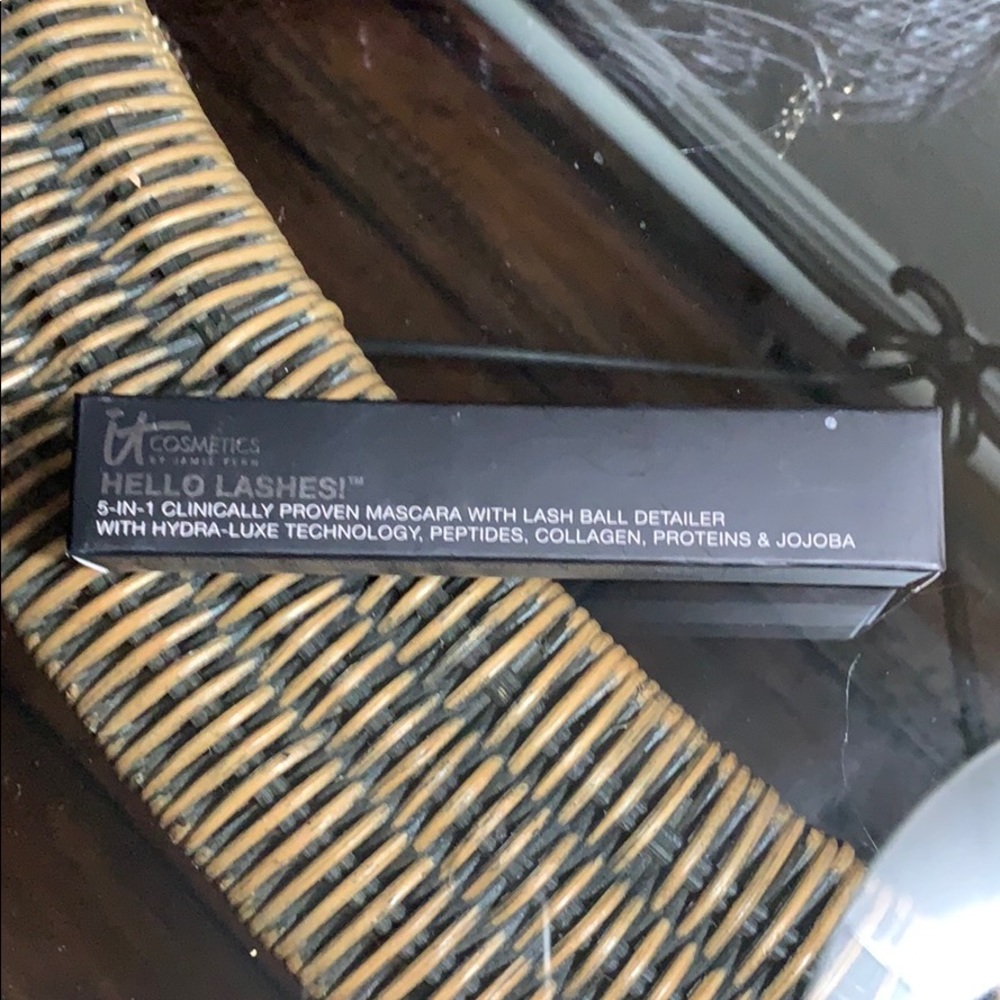 it COSMETICS
BY JAMIE KERN
HELLO LASHES!™
5-IN-1 CLINICALLY PROVEN MASCARA WITH LASH BALL DETAILER
WITH HYDRA-LUXE TECHNOLOGY, PEPTIDES, COLLAGEN, PROTEINS & JOJOBA